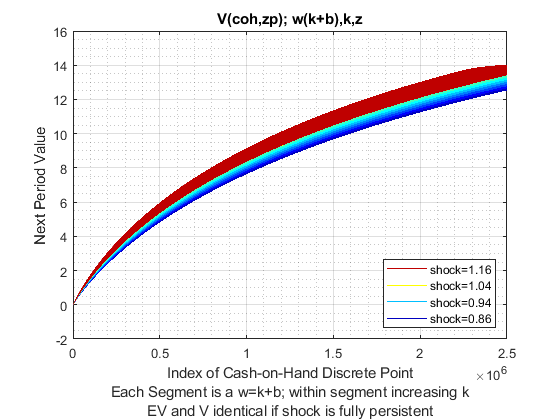 V(coh,zp); w(k+b),k,z
16
14
12
10
8
6
4
2
0
-2
Next Period Value
shock=1.16
shock=1.04
shock=0.94
shock=0.86
0 0.5 1 1.5 2 2.5
×10^6
Index of Cash-on-Hand Discrete Point
Each Segment is a w=k+b; within segment increasing k
EV and V identical if shock is fully persistent